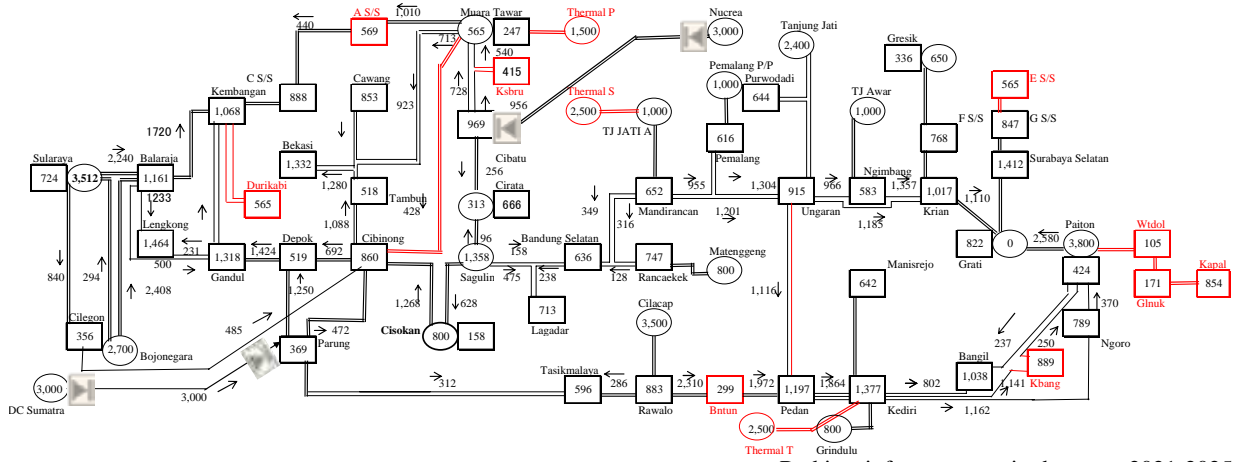 A S/S
1,010
Muara Tawar
Thermal P
Nucrea
Tanjung Jati
Gresik
440
569
565
247
1,500
3,000
2,400
336
650
713
540
C S/S
Cawang
415
Pemalang P/P
E S/S
Kembangan
888
853
923
728
Ksbru
956
Thermal S
1,000
Purwodadi
644
TJ Awar
565
1,068
2,500
1,000
1,000
F S/S
847
G S/S
1720
Bekasi
969
TJ JATI A
616
768
Sularaya
2,240
Balaraja
1,332
Cibatu
Pemalang
Ngimbang
1,412
Surabaya Selatan
724
3,512
1,161
1,280
518
256
Cirata
652
955
1,304
915
966
583
1,357
1,017
1,110
1233
Durikabi
565
Tambun
428
313
666
349
Mandirancan
1,201
Ungaran
1,185
Krian
Lengkong
1,464
1,088
316
Paiton
231
Depok
Cibinong
96
158
Bandung Selatan
Matenggeng
822
0
2,580
3,800
Wtdol
105
500
1,318
1,424
519
692
860
1,358
636
747
Grati
840
294
Gandul
Sagulin
475
238
128
Rancaekek
800
Manisrejo
424
171
Kapal
854
2,408
1,250
1,268
628
1,116
642
Glnuk
Cilegon
713
Cilacap
370
356
485
472
Cisokan
800
158
Lagadar
3,500
789
2,700
Bojonegara
369
Parung
237
250
Ngoro
Bangil
889
Tasikmalaya
1,038
1,141
Kbang
3,000
312
596
286
883
2,310
299
1,972
1,197
1,864
1,377
802
DC Sumatra
3,000
Rawalo
Bntun
Pedan
Kediri
1,162
2,500
800
Thermal T
Grindulu